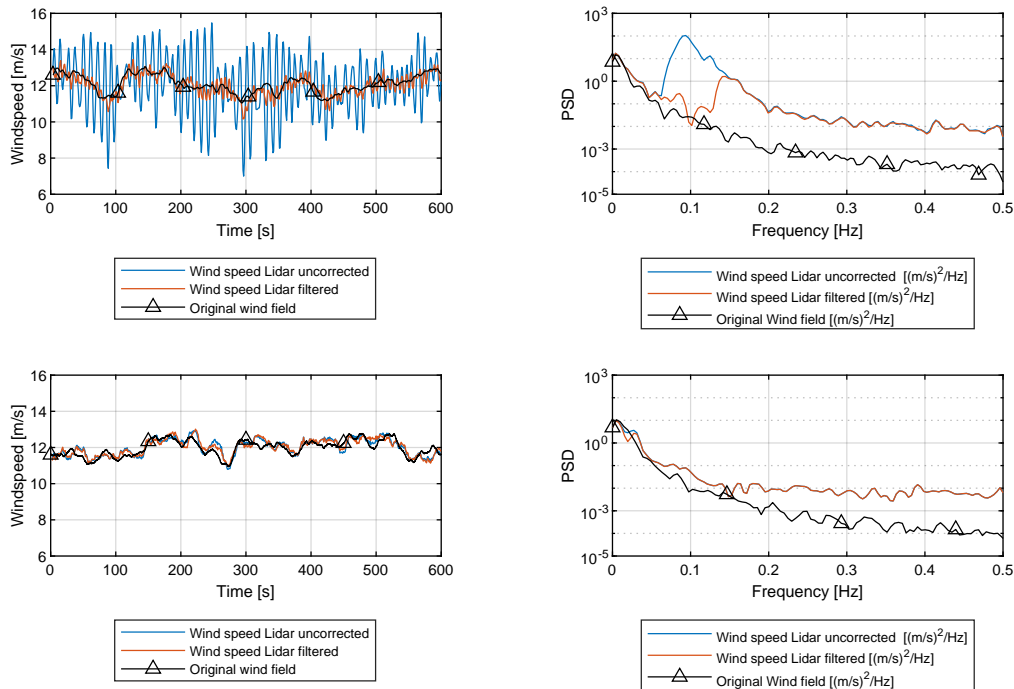 16
14
12
10
8
6
Windspeed [m/s]
0 100 200 300 400 500 600
Time [s]
Wind speed Lidar uncorrected
Wind speed Lidar filtered
Original wind field
10^3
10^0
10^-3
10^-5
PSD
0 0.1 0.2 0.3 0.4 0.5
Frequency [Hz]
Wind speed Lidar uncorrected [(m/s)^2/Hz]
Wind speed Lidar filtered [(m/s)^2/Hz]
Original Wind field [(m/s)^2/Hz]
16
14
12
10
8
6
Windspeed [m/s]
0 100 200 300 400 500 600
Time [s]
Wind speed Lidar uncorrected
Wind speed Lidar filtered
Original wind field
10^3
10^0
10^-3
10^-5
PSD
0 0.1 0.2 0.3 0.4 0.5
Frequency [Hz]
Wind speed Lidar uncorrected [(m/s)^2/Hz]
Wind speed Lidar filtered [(m/s)^2/Hz]
Original Wind field [(m/s)^2/Hz]